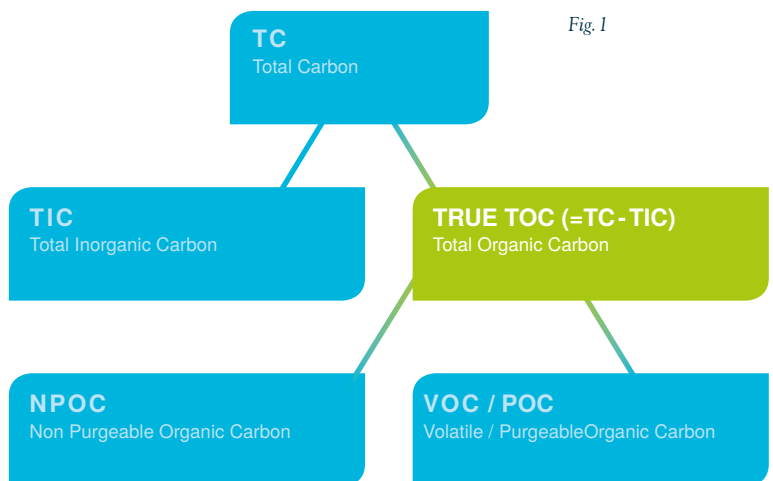 TC
Total Carbon
Fig. 1
TIC
Total Inorganic Carbon
TRUE TOC (=TC-TIC)
Total Organic Carbon
NPOC
Non Purgeable Organic Carbon
VOC / POC
Volatile / PurgeableOrganic Carbon